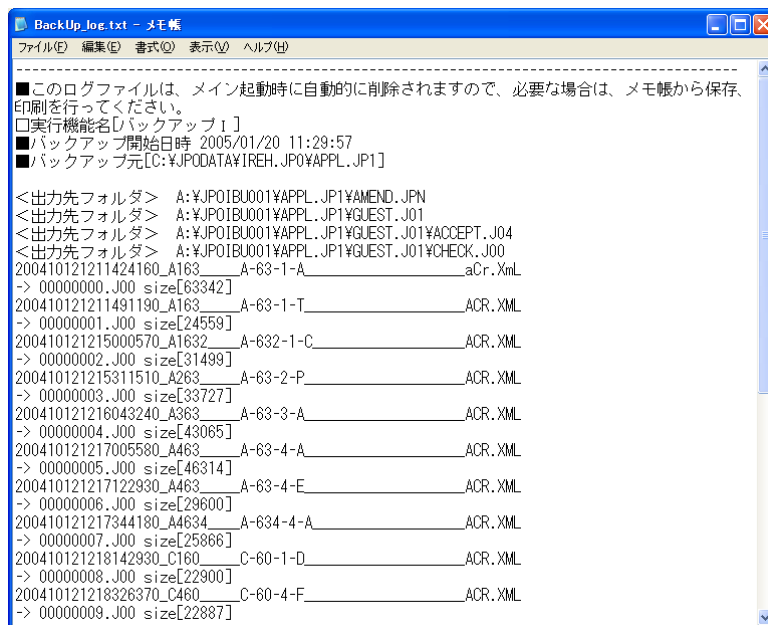 BackUp_log.txt - メモ帳
ファイル(F) 編集(E) 書式(O) 表示(V) ヘルプ(H)
--------------------------------------------------------------------------------------------
■このログファイルは、メイン起動時に自動的に削除されますので、必要な場合は、メモ帳から保存、
印刷を行ってください。
□実行機能名[バックアップⅠ]
■バックアップ開始日時 2005/01/20 11:29:57
■バックアップ元[C:¥JPODATA¥IREH.JP0¥APPL.JP1]
<出力先フォルダ> A:¥JPOIBU001¥APPL.JP1¥AMEND.JPN
<出力先フォルダ> A:¥JPOIBU001¥APPL.JP1¥GUEST.J01
<出力先フォルダ> A:¥JPOIBU001¥APPL.JP1¥GUEST.J01¥ACCEPT.J04
<出力先フォルダ> A:¥JPOIBU001¥APPL.JP1¥GUEST.J01¥CHECK.J00
200410121211424160_A163_____A-63-1-A____________________aCr.XmL
-> 00000000.J00 size[63342]
200410121211491190_A163_____A-63-1-T____________________ACR.XML
-> 00000001.J00 size[24559]
200410121215000570_A1632____A-632-1-C___________________ACR.XML
-> 00000002.J00 size[31499]
200410121215311510_A263_____A-63-2-P____________________ACR.XML
-> 00000003.J00 size[33727]
200410121216043240_A363_____A-63-3-A____________________ACR.XML
-> 00000004.J00 size[43065]
200410121217005580_A463_____A-63-4-A____________________ACR.XML
-> 00000005.J00 size[46314]
200410121217122930_A463_____A-63-4-E____________________ACR.XML
-> 00000006.J00 size[29600]
200410121217344180_A4634____A-634-4-A___________________ACR.XML
-> 00000007.J00 size[25866]
200410121218142930_C160_____C-60-1-D____________________ACR.XML
-> 00000008.J00 size[22900]
200410121218326370_C460_____C-60-4-F____________________ACR.XML
-> 00000009.J00 size[22887]